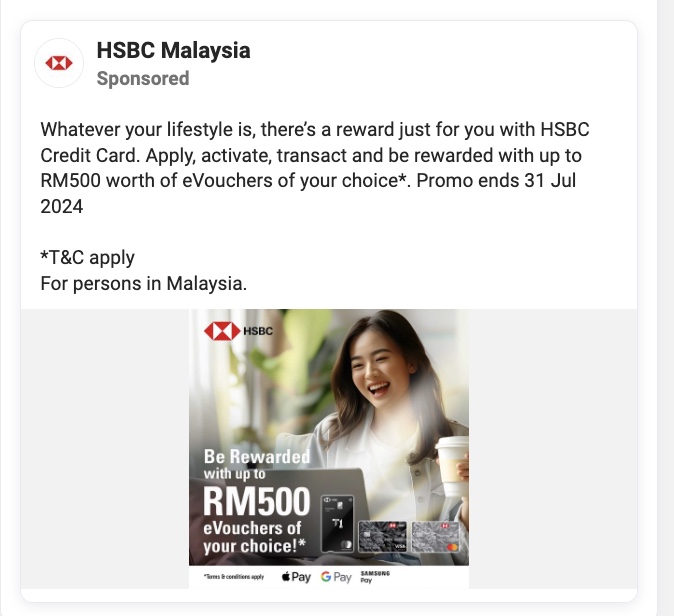 HSBC Malaysia
Sponsored
Whatever your lifestyle is, there's a reward just for you with HSBC
Credit Card. Apply, activate, transact and be rewarded with up to
RM500 worth of eVouchers of your choice*. Promo ends 31 Jul
2024
*T&C apply
For persons in Malaysia.
HSBC
Be Rewarded
with up to
RM500
eVouchers of
your choice!*
*Terms & conditions apply
Pay
G Pay
SAMSUNG
Pay
VISA